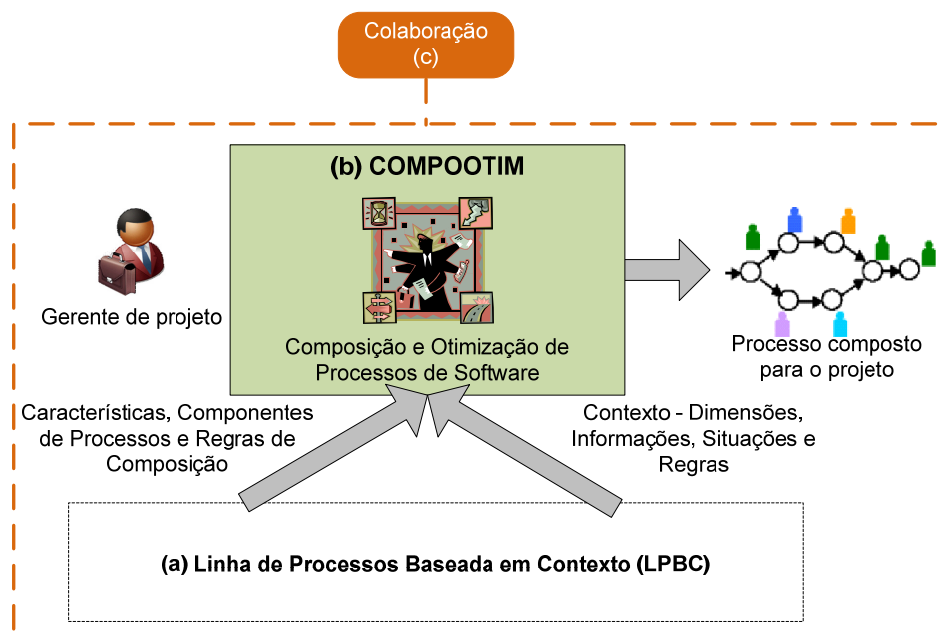 Colaboração
(c)
(b) COMPOOTIM
Gerente de projeto
Composição e Otimização de
Processos de Software
Processo composto
para o projeto
Características, Componentes
de Processos e Regras de
Composição
Contexto - Dimensões,
Informações, Situações e
Regras
(a) Linha de Processos Baseada em Contexto (LPBC)